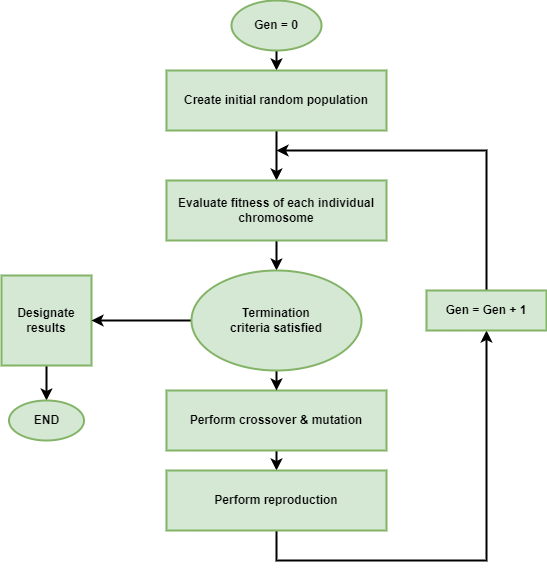 Gen = 0
Create initial random population
Evaluate fitness of each individual
chromosome
Termination
criteria satisfied
Designate
results
Gen = Gen + 1
END
Perform crossover & mutation
Perform reproduction